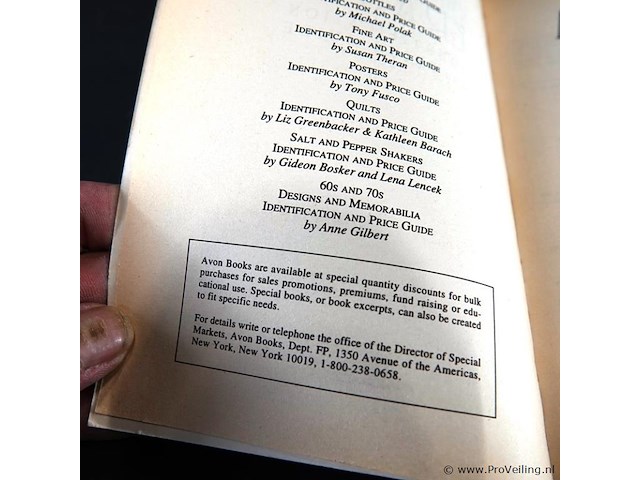 BOTTLES
IDENTIFICATION AND PRICE GUIDE
by Michael Polak
FINE ART
IDENTIFICATION AND PRICE GUIDE
by Susan Theran
POSTERS
IDENTIFICATION AND PRICE GUIDE
by Tony Fusco
QUILTS
IDENTIFICATION AND PRICE GUIDE
by Liz Greenbacker & Kathleen Barach
SALT AND PEPPER SHAKERS
IDENTIFICATION AND PRICE GUIDE
by Gideon Bosker and Lena Lencek
60S AND 70S
DESIGNS AND MEMORABILIA
IDENTIFICATION AND PRICE GUIDE
by Anne Gilbert
Avon Books are available at special quantity discounts for bulk
purchases for sales promotions, premiums, fund raising or edu-
cational use. Special books, or book excerpts, can also be created
to fit specific needs.
For details write or telephone the office of the Director of Special
Markets, Avon Books, Dept. FP, 1350 Avenue of the Americas,
New York, New York 10019, 1-800-238-0658.
© www.ProVeiling.nl